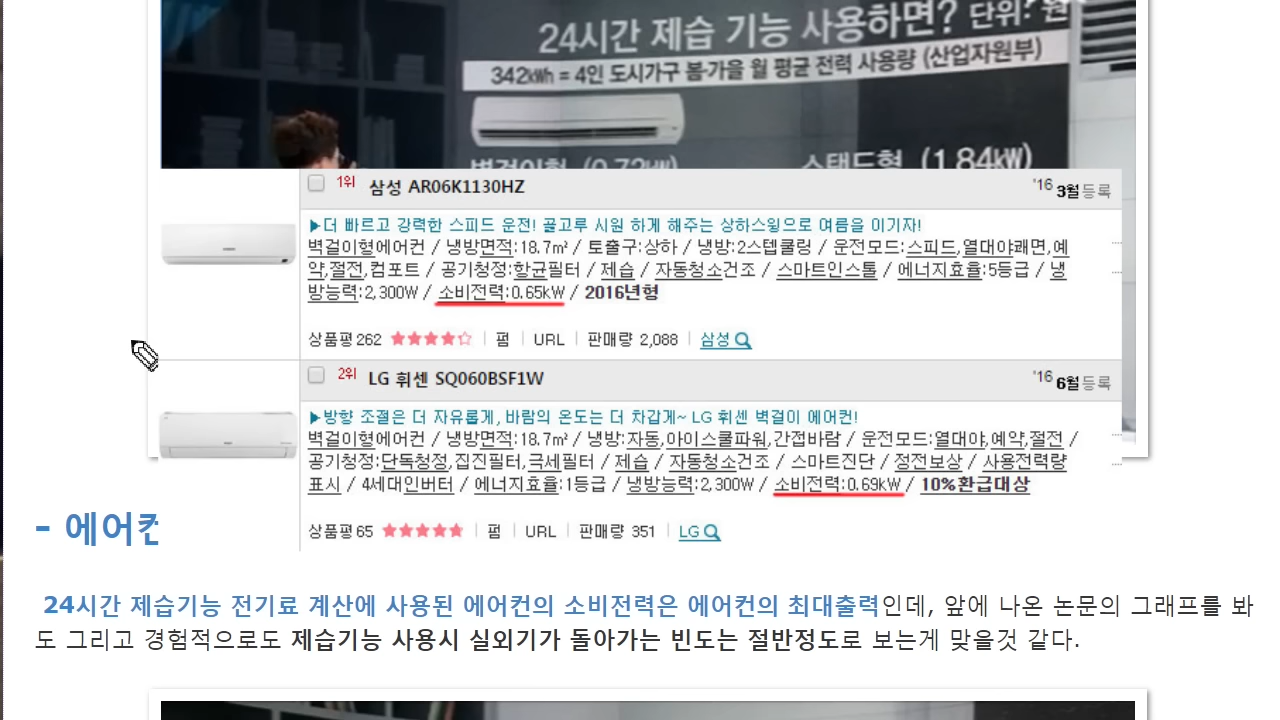 24시간 제습 기능 사용하면? 단위: 원
342kWh = 4인 도시가구 봄·가을 월 평균 전력 사용량 (산업자원부)
벽걸이형 (0.72kW) 스탠드형 (1.84kW)
1위 삼성 AR06K1130HZ '16 3월등록
▶더 빠르고 강력한 스피드 운전! 골고루 시원 하게 해주는 상하스윙으로 여름을 이기자!
벽걸이형에어컨 / 냉방면적:18.7㎡ / 토출구:상하 / 냉방:2스텝쿨링 / 운전모드:스피드,열대야쾌면,예
약,절전,컴포트 / 공기청정:항균필터 / 제습 / 자동청소건조 / 스마트인스톨 / 에너지효율:5등급 / 냉
방능력:2,300W / 소비전력:0.65kW / 2016년형
상품평 262 ★★★★☆ | 펌 | URL | 판매량 2,088 | 삼성
2위 LG 휘센 SQ060BSF1W '16 6월등록
▶방향 조절은 더 자유롭게, 바람의 온도는 더 차갑게~ LG 휘센 벽걸이 에어컨!
벽걸이형에어컨 / 냉방면적:18.7㎡ / 냉방:자동,아이스쿨파워,간접바람 / 운전모드:열대야,예약,절전 /
공기청정:단독청정,집진필터,극세필터 / 제습 / 자동청소건조 / 스마트진단 / 정전보상 / 사용전력량
표시 / 4세대인버터 / 에너지효율:1등급 / 냉방능력:2,300W / 소비전력:0.69kW / 10%환급대상
상품평 65 ★★★★★ | 펌 | URL | 판매량 351 | LG
- 에어컨
24시간 제습기능 전기료 계산에 사용된 에어컨의 소비전력은 에어컨의 최대출력인데, 앞에 나온 논문의 그래프를 봐
도 그리고 경험적으로도 제습기능 사용시 실외기가 돌아가는 빈도는 절반정도로 보는게 맞을것 같다.